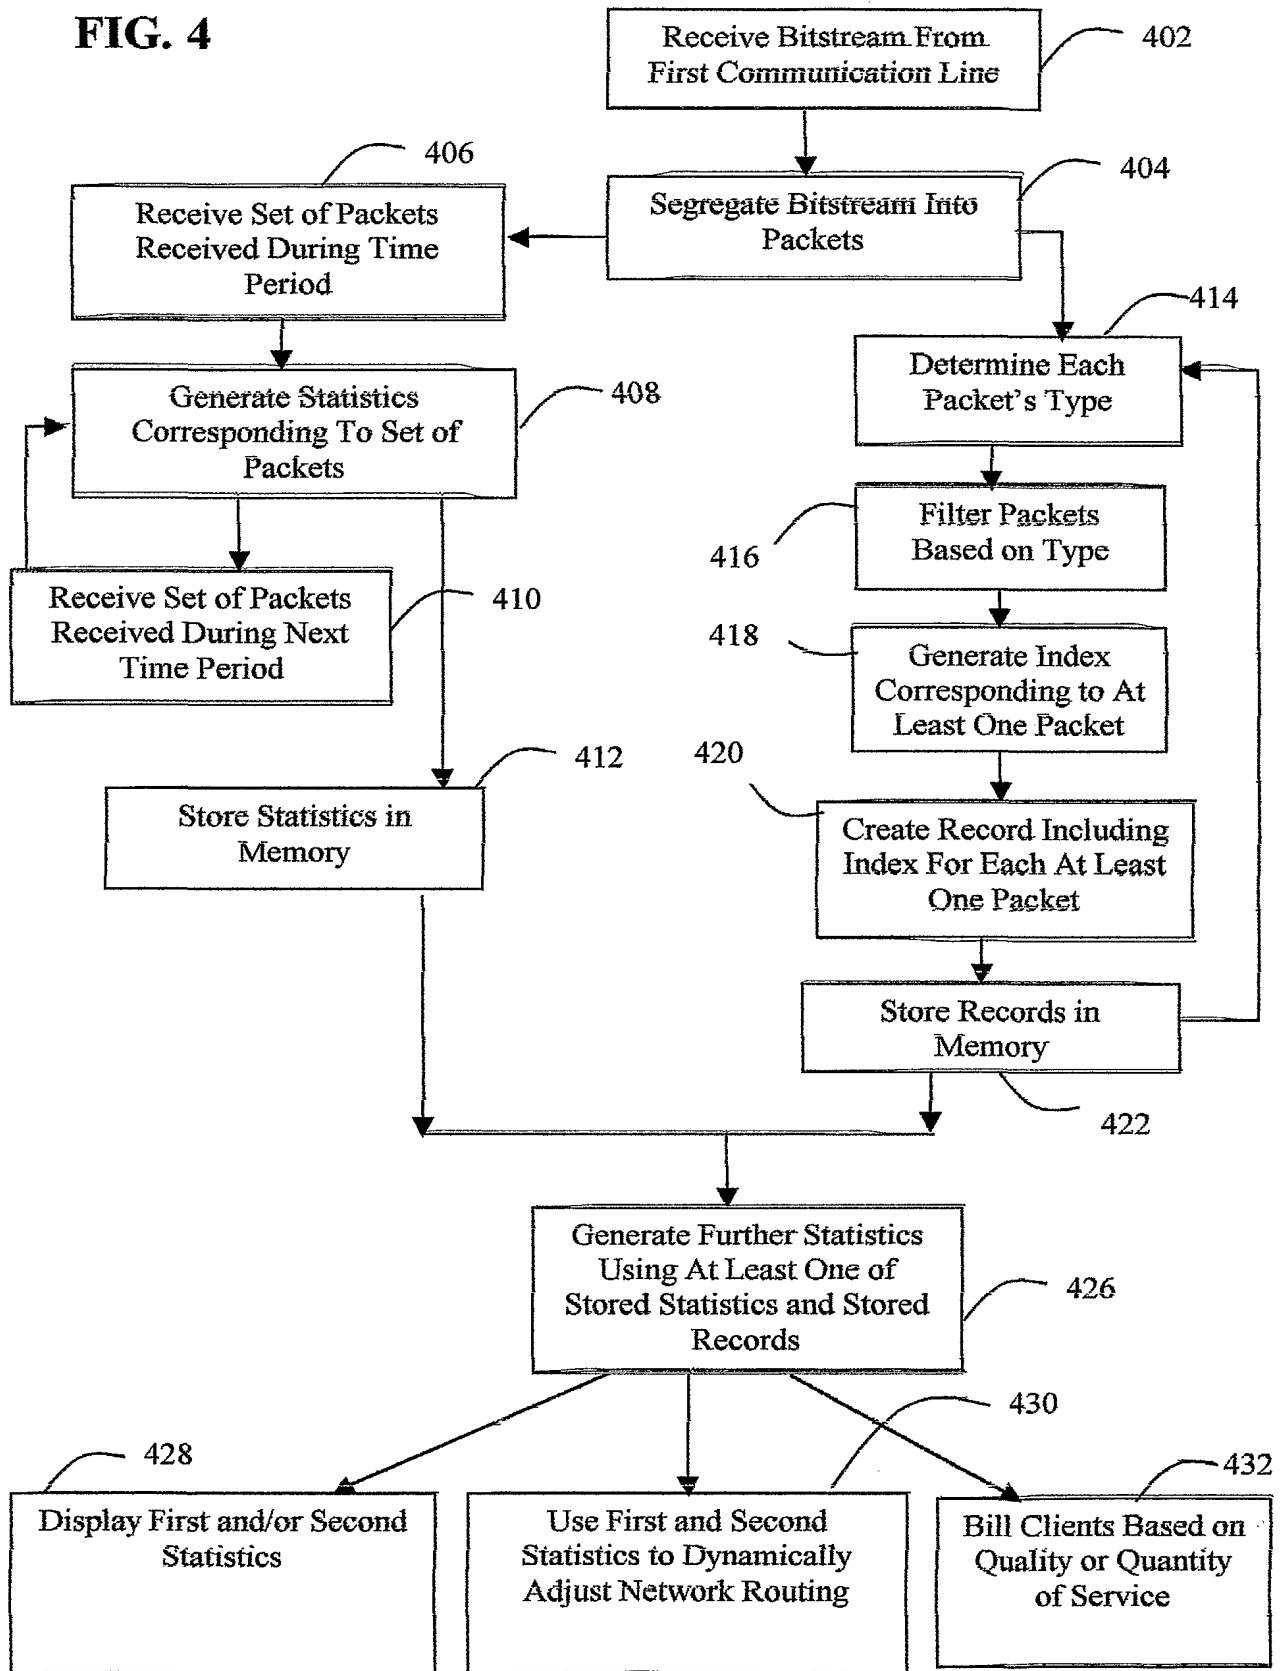 FIG. 4
Receive Bitstream From
First Communication Line
402
406
404
Segregate Bitstream Into
Packets
Receive Set of Packets
Received During Time
Period
414
Determine Each
Packet's Type
Generate Statistics
Corresponding To Set of
Packets
408
416
Filter Packets
Based on Type
Receive Set of Packets
Received During Next
Time Period
410
418
Generate Index
Corresponding to At
Least One Packet
412
420
Store Statistics in
Memory
Create Record Including
Index For Each At Least
One Packet
Store Records in
Memory
422
Generate Further Statistics
Using At Least One of
Stored Statistics and Stored
Records
426
430
428
432
Display First and/or Second
Statistics
Use First and Second
Statistics to Dynamically
Adjust Network Routing
Bill Clients Based on
Quality or Quantity
of Service